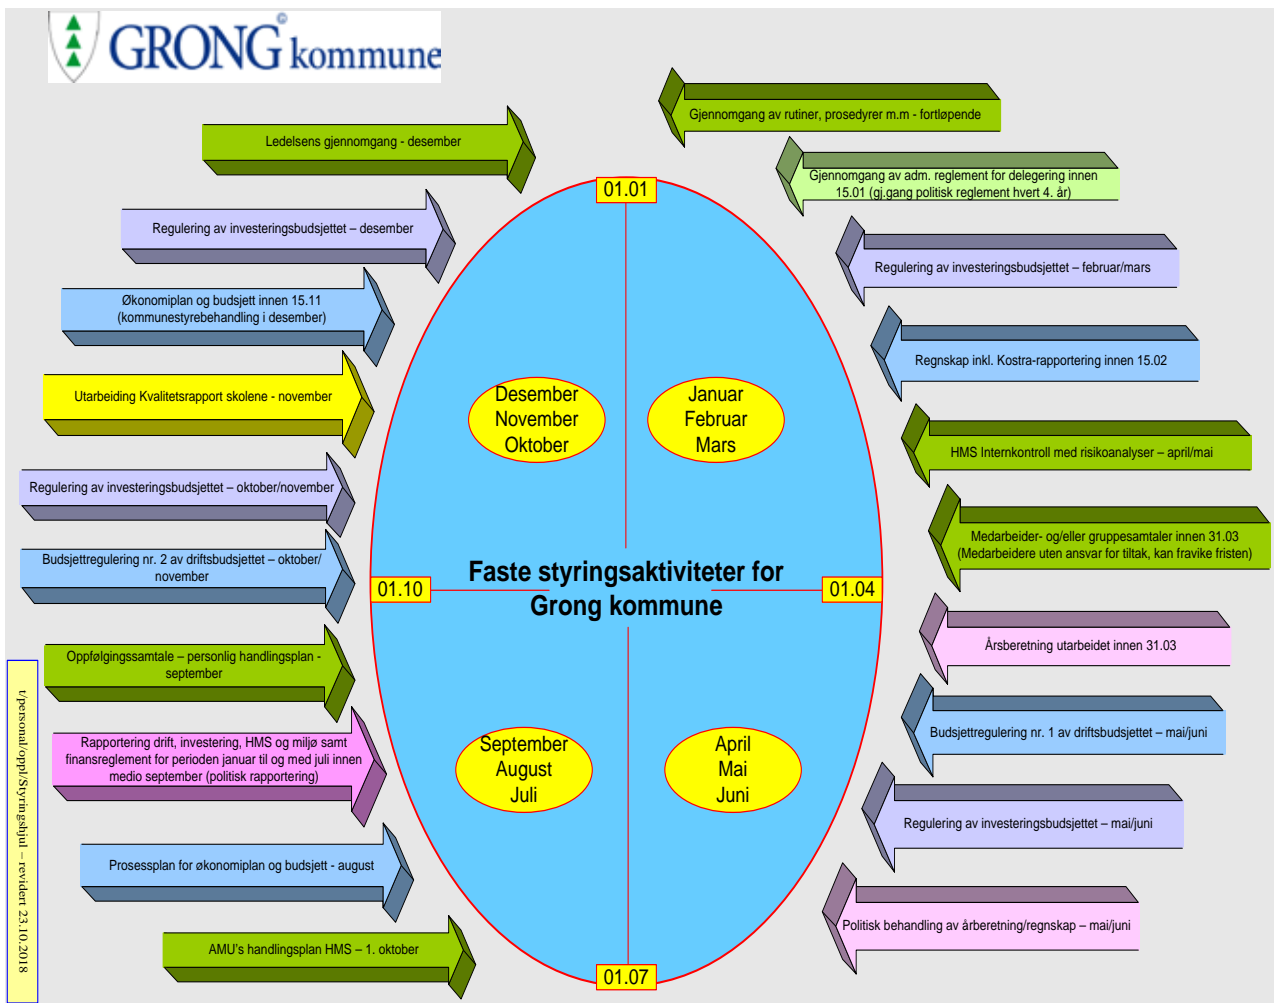 GRONG kommune
Gjennomgang av rutiner, prosedyrer m.m - fortløpende
Gjennomgang av adm. reglement for delegering innen
15.01 (gj.gang politisk reglement hvert 4. år)
Regulering av investeringsbudsjettet – februar/mars
Regnskap inkl. Kostra-rapportering innen 15.02
HMS Internkontroll med risikoanalyser – april/mai
Medarbeider- og/eller gruppesamtaler innen 31.03
(Medarbeidere uten ansvar for tiltak, kan fravike fristen)
Årsberetning utarbeidet innen 31.03
Budsjettregulering nr. 1 av driftsbudsjettet – mai/juni
Regulering av investeringsbudsjettet – mai/juni
Politisk behandling av årberetning/regnskap – mai/juni
Ledelsens gjennomgang - desember
Regulering av investeringsbudsjettet – desember
Økonomiplan og budsjett innen 15.11
(kommunestyrebehandling i desember)
Utarbeiding Kvalitetsrapport skolene - november
Regulering av investeringsbudsjettet – oktober/november
Budsjettregulering nr. 2 av driftsbudsjettet – oktober/
november
Oppfølgingssamtale – personlig handlingsplan -
september
Rapportering drift, investering, HMS og miljø samt
finansreglement for perioden januar til og med juli innen
medio september (politisk rapportering)
Prosessplan for økonomiplan og budsjett - august
AMU's handlingsplan HMS – 1. oktober
01.01
Desember
November
Oktober
Januar
Februar
Mars
Faste styringsaktiviteter for
Grong kommune
01.10
01.04
September
August
Juli
April
Mai
Juni
01.07
t/personal/oppl/Styringshjul – revidert 23.10.2018